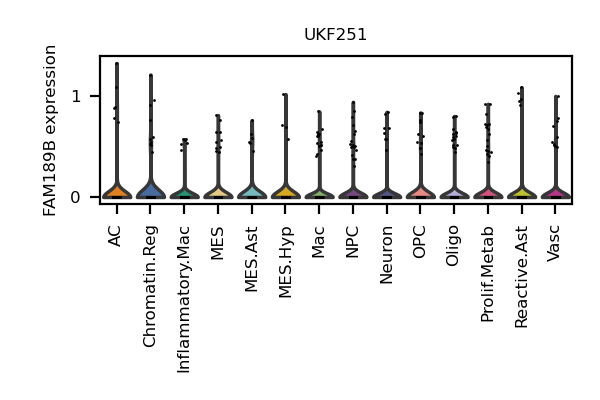 UKF251
FAM189B expression
1
0
AC
Chromatin.Reg
Inflammatory.Mac
MES
MES.Ast
MES.Hyp
Mac
NPC
Neuron
OPC
Oligo
Prolif.Metab
Reactive.Ast
Vasc